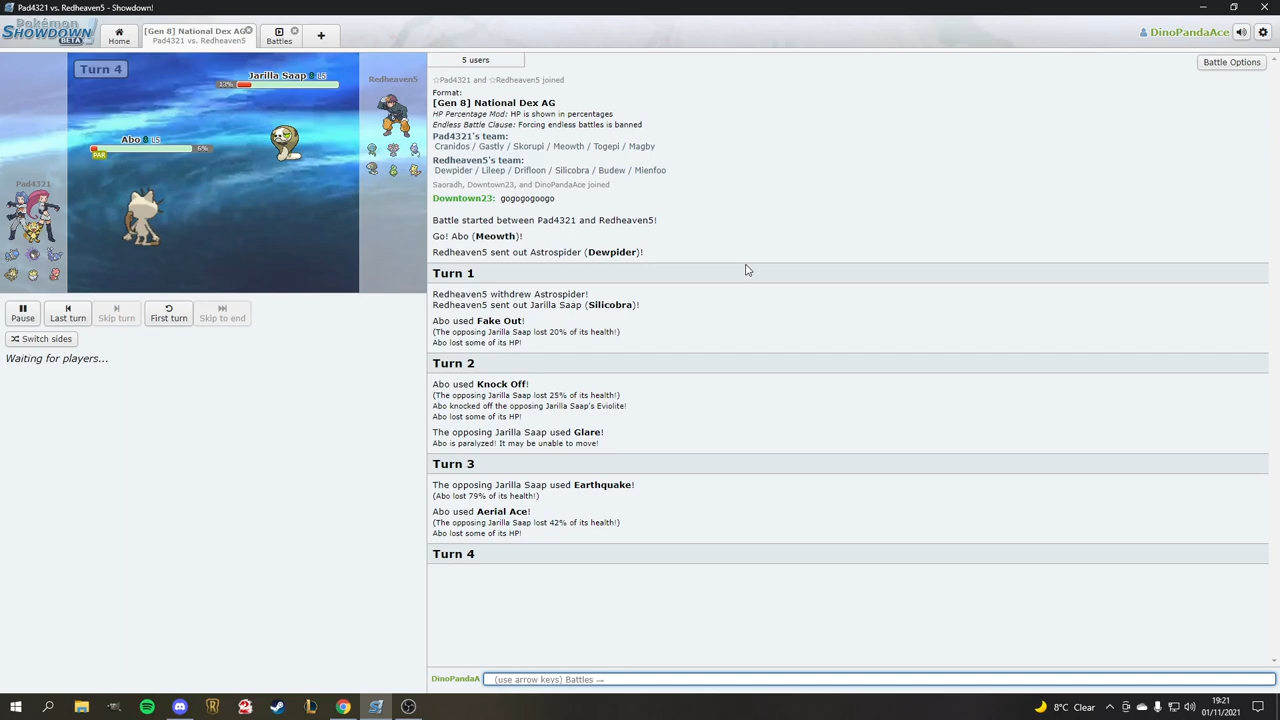 Pad4321 vs. Redheaven5 - Showdown!
Pokémon
SHOWDOWN!
BETA
Home
[Gen 8] National Dex AG
Pad4321 vs. Redheaven5
Battles
+
DinoPandaAce
Turn 4
Jarilla Saap L5
13%
Abo L5
6%
PAR
Redheaven5
Pad4321
Pause
Last turn
Skip turn
First turn
Skip to end
Switch sides
Waiting for players...
5 users
Battle Options
☆Pad4321 and ☆Redheaven5 joined
Format:
[Gen 8] National Dex AG
HP Percentage Mod: HP is shown in percentages
Endless Battle Clause: Forcing endless battles is banned
Pad4321's team:
Cranidos / Gastly / Skorupi / Meowth / Togepi / Magby
Redheaven5's team:
Dewpider / Lileep / Drifloon / Silicobra / Budew / Mienfoo
Saoradh, Downtown23, and DinoPandaAce joined
Downtown23: gogogogoogo
Battle started between Pad4321 and Redheaven5!
Go! Abo (Meowth)!
Redheaven5 sent out Astrospider (Dewpider)!
Turn 1
Redheaven5 withdrew Astrospider!
Redheaven5 sent out Jarilla Saap (Silicobra)!
Abo used Fake Out!
(The opposing Jarilla Saap lost 20% of its health!)
Abo lost some of its HP!
Turn 2
Abo used Knock Off!
(The opposing Jarilla Saap lost 25% of its health!)
Abo knocked off the opposing Jarilla Saap's Eviolite!
Abo lost some of its HP!
The opposing Jarilla Saap used Glare!
Abo is paralyzed! It may be unable to move!
Turn 3
The opposing Jarilla Saap used Earthquake!
(Abo lost 79% of its health!)
Abo used Aerial Ace!
(The opposing Jarilla Saap lost 42% of its health!)
Abo lost some of its HP!
Turn 4
DinoPandaA
(use arrow keys) Battles →
8°C Clear
19:21
01/11/2021